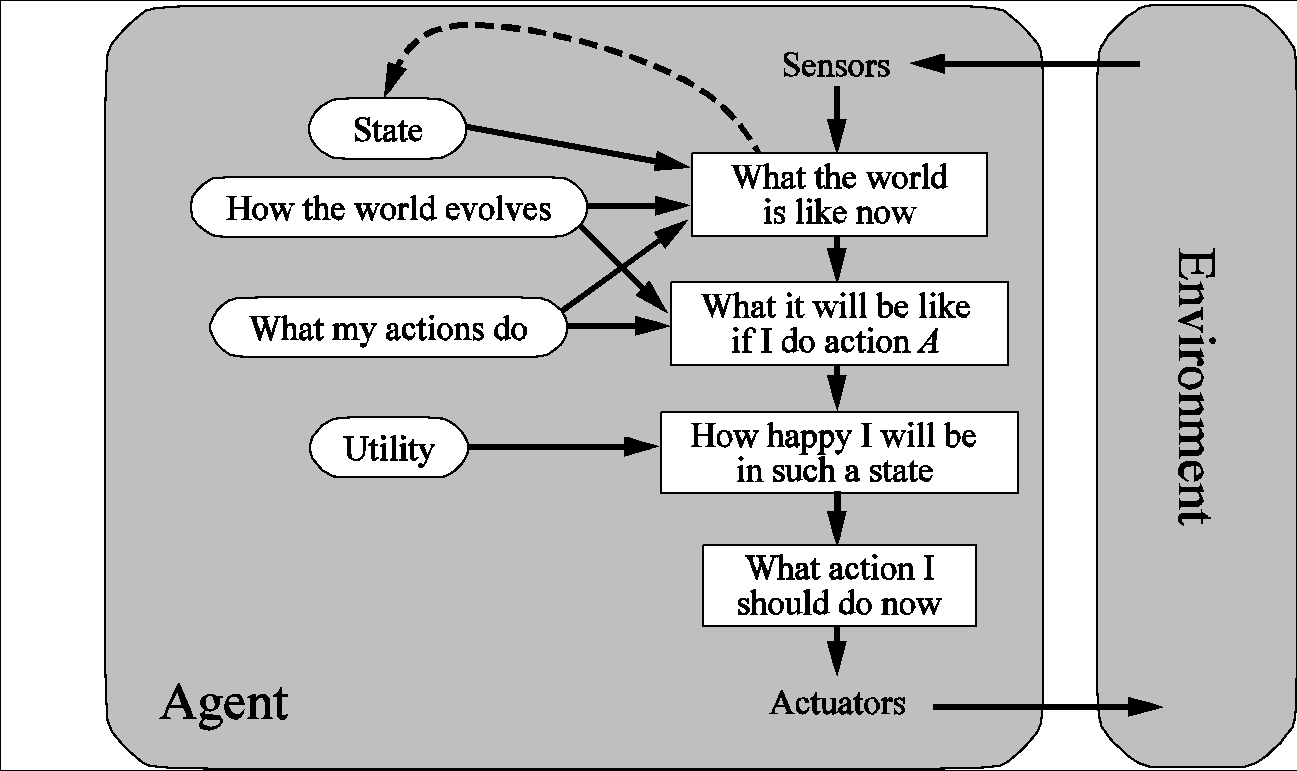 Sensors
State
What the world
is like now
How the world evolves
What it will be like
if I do action A
What my actions do
How happy I will be
in such a state
Utility
What action I
should do now
Actuators
Agent
Environment